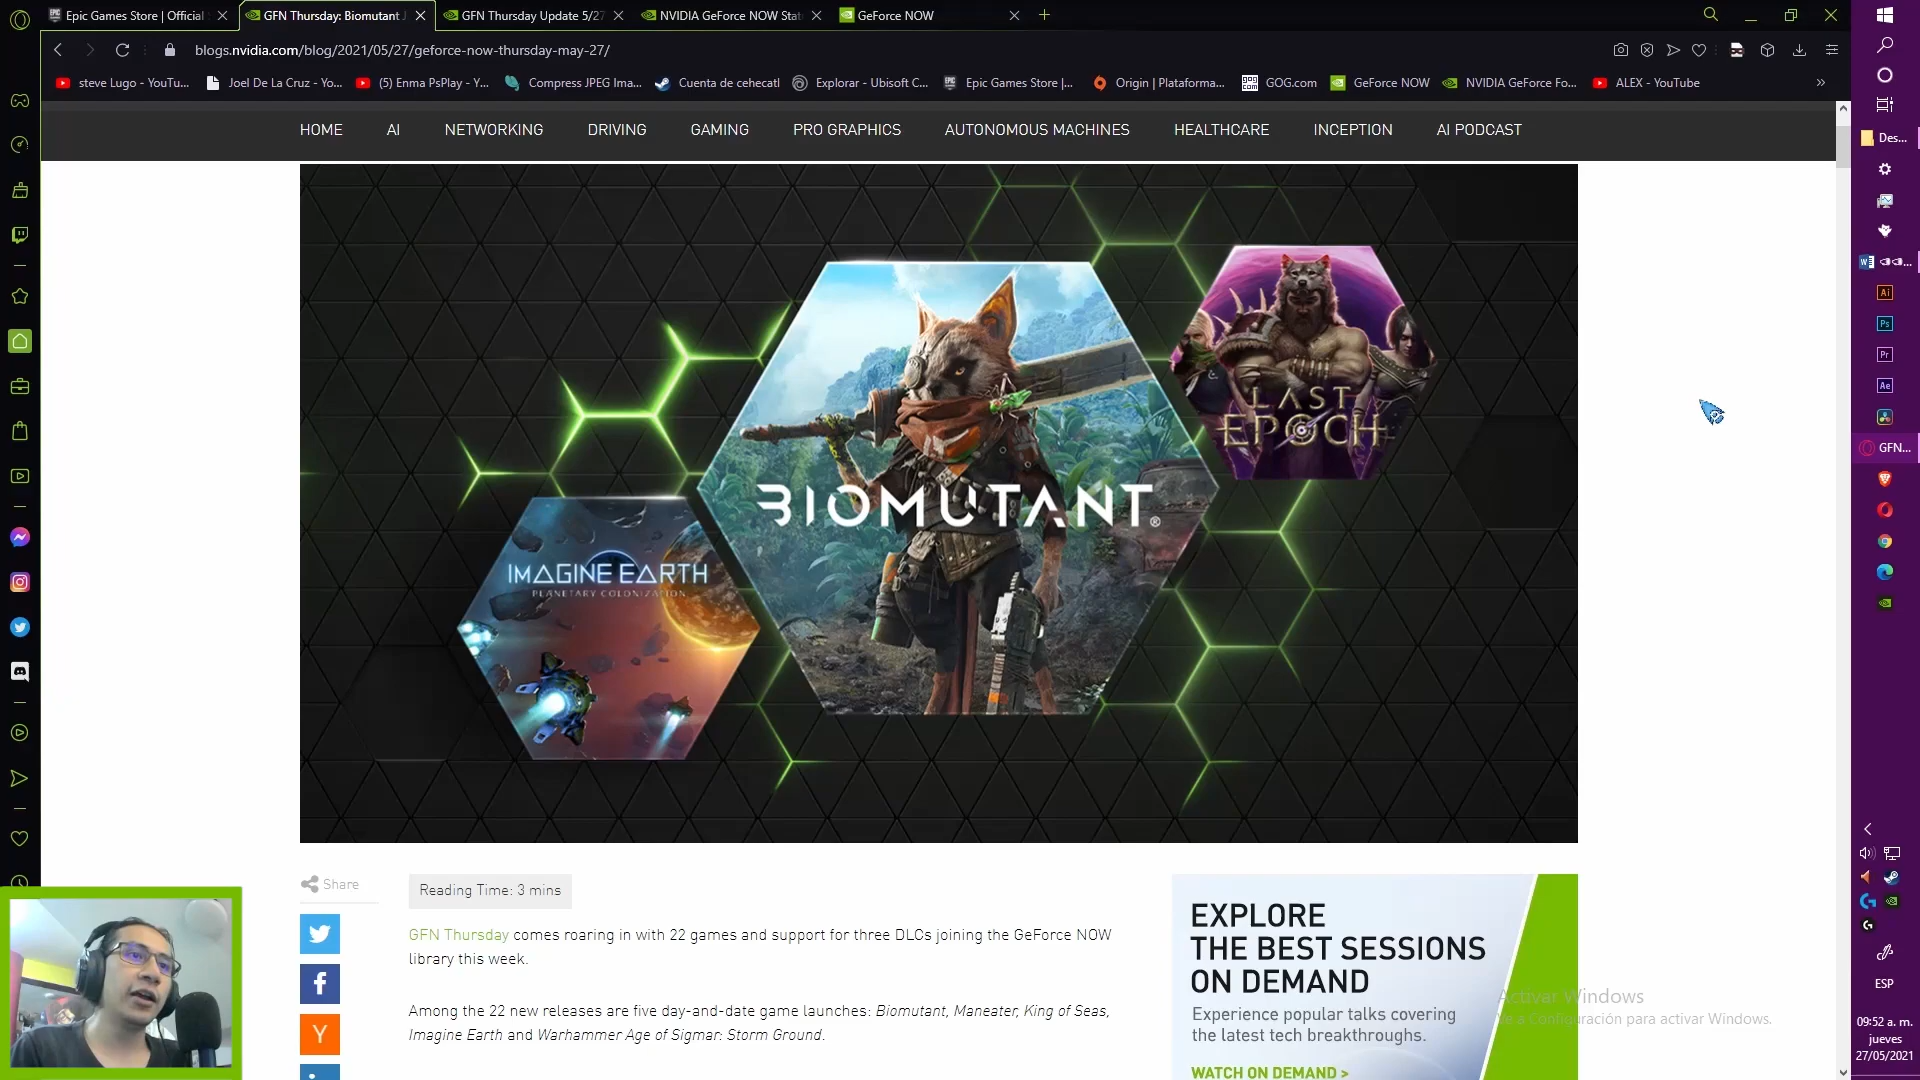 Epic Games Store | Official
GFN Thursday: Biomutant
GFN Thursday Update 5/27
NVIDIA GeForce NOW Stat
GeForce NOW
blogs.nvidia.com/blog/2021/05/27/geforce-now-thursday-may-27/
steve Lugo - YouTu...
Joel De La Cruz - Yo...
(5) Enma PsPlay - Y...
Compress JPEG Ima...
Cuenta de cehecatl
Explorar - Ubisoft C...
Epic Games Store |...
Origin | Plataforma...
GOG.com
GeForce NOW
NVIDIA GeForce Fo...
ALEX - YouTube
HOME
AI
NETWORKING
DRIVING
GAMING
PRO GRAPHICS
AUTONOMOUS MACHINES
HEALTHCARE
INCEPTION
AI PODCAST
LAST
EPOCH
BIOMUTANT®
IMAGINE EARTH
PLANETARY COLONIZATION
Share
Reading Time: 3 mins
GFN Thursday comes roaring in with 22 games and support for three DLCs joining the GeForce NOW
library this week.
Among the 22 new releases are five day-and-date game launches: Biomutant, Maneater, King of Seas,
Imagine Earth and Warhammer Age of Sigmar: Storm Ground.
EXPLORE
THE BEST SESSIONS
ON DEMAND
Experience popular talks covering
the latest tech breakthroughs.
WATCH ON DEMAND >
Activar Windows
Ve a Configuración para activar Windows.
Des...
Ai
Ps
Pr
Ae
GFN...
ESP
09:52 a. m.
jueves
27/05/2021